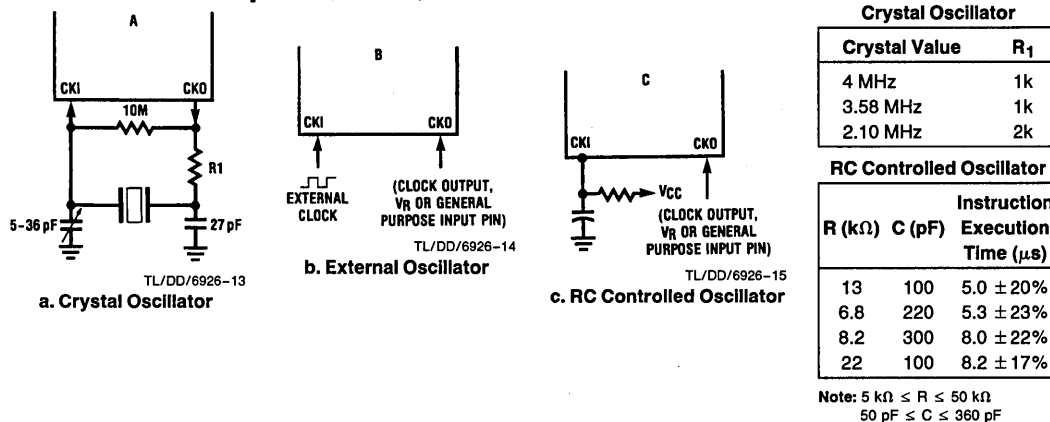 A
CKI
CKO
10M
R1
5-36 pF
27 pF
TL/DD/6926-13
a. Crystal Oscillator
B
CKI
CKO
EXTERNAL
CLOCK
(CLOCK OUTPUT,
VR OR GENERAL
PURPOSE INPUT PIN)
TL/DD/6926-14
b. External Oscillator
C
CKI
CKO
VCC
(CLOCK OUTPUT,
VR OR GENERAL
PURPOSE INPUT PIN)
TL/DD/6926-15
c. RC Controlled Oscillator
Crystal Oscillator
Crystal Value R1
4 MHz 1k
3.58 MHz 1k
2.10 MHz 2k
RC Controlled Oscillator
R (kΩ) C (pF) Instruction
Execution
Time (μs)
13 100 5.0 ±20%
6.8 220 5.3 ±23%
8.2 300 8.0 ±22%
22 100 8.2 ±17%
Note: 5 kΩ ≤ R ≤ 50 kΩ
50 pF ≤ C ≤ 360 pF